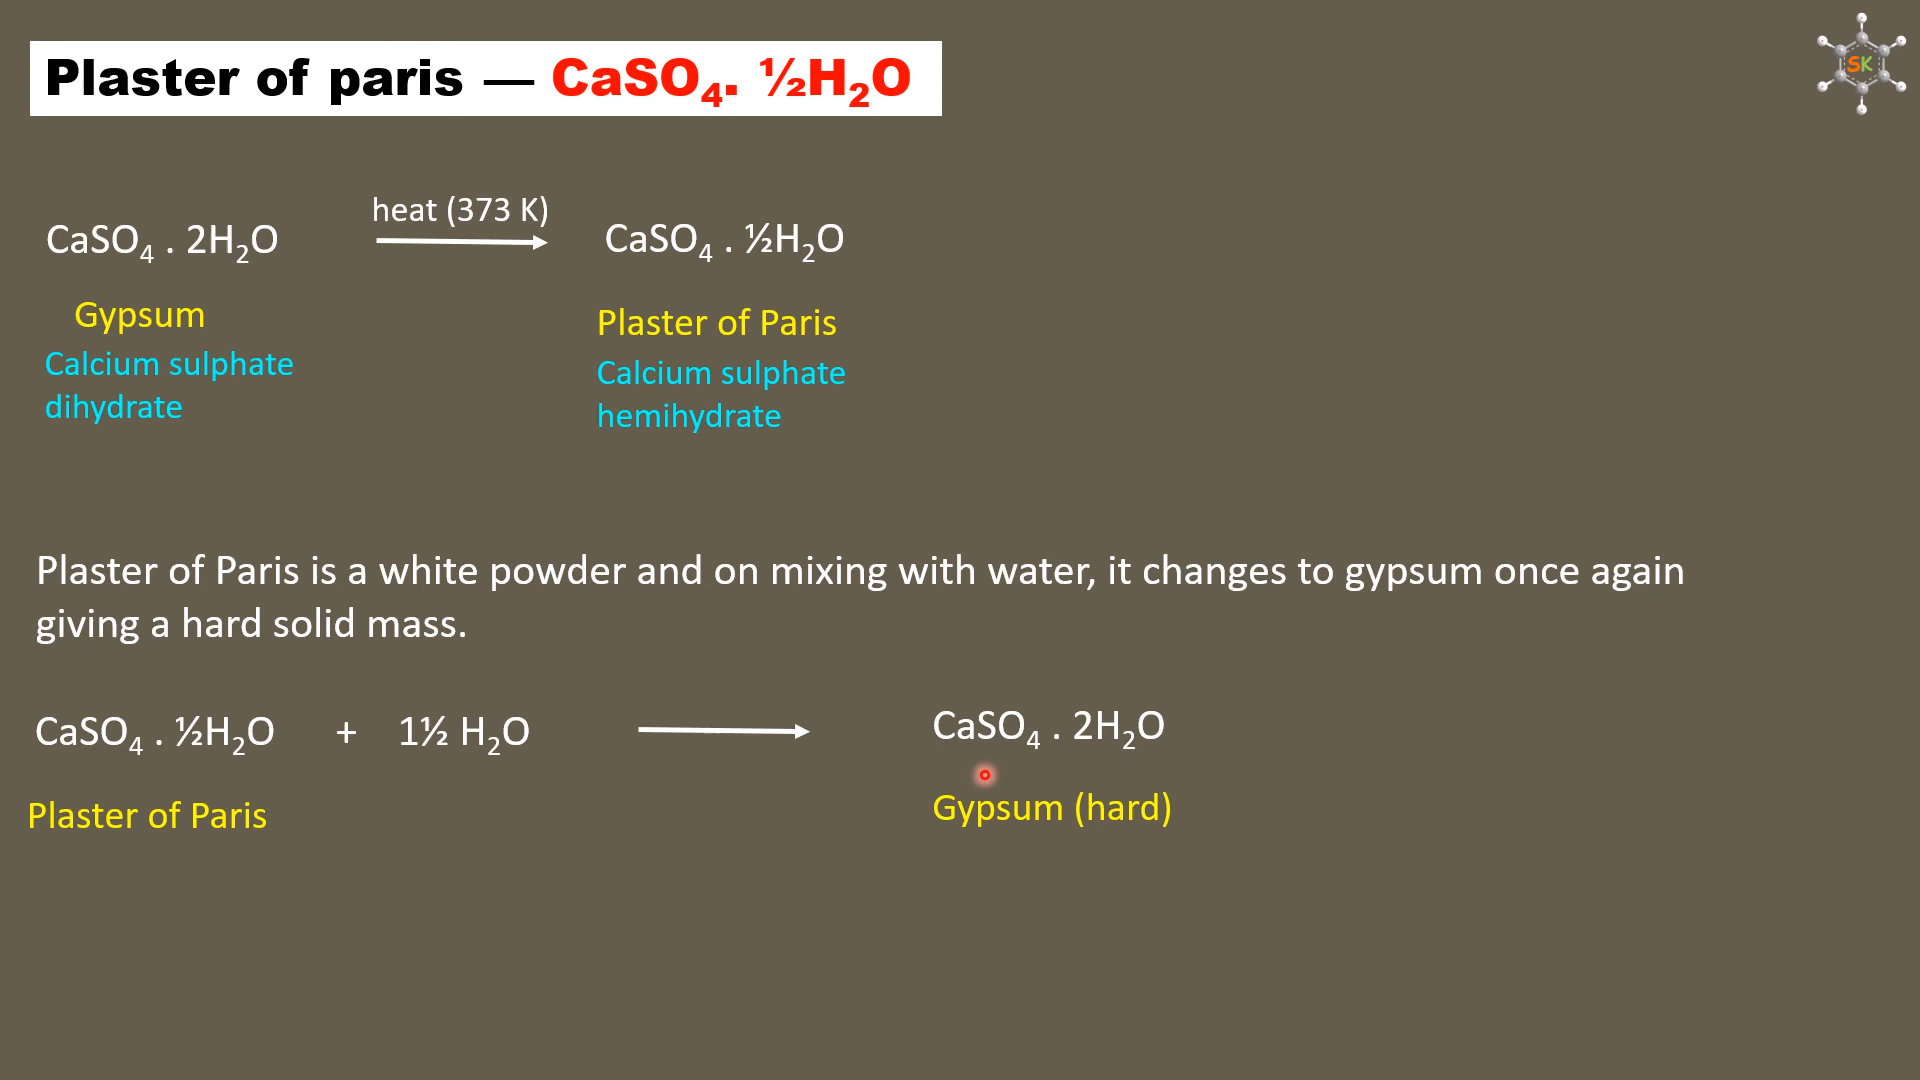 Plaster of paris — CaSO₄. ½H₂O
SK
heat (373 K)
CaSO₄ . 2H₂O CaSO₄ . ½H₂O
Gypsum
Calcium sulphate
dihydrate
Plaster of Paris
Calcium sulphate
hemihydrate
Plaster of Paris is a white powder and on mixing with water, it changes to gypsum once again
giving a hard solid mass.
CaSO₄ . ½H₂O + 1½ H₂O CaSO₄ . 2H₂O
Plaster of Paris
Gypsum (hard)